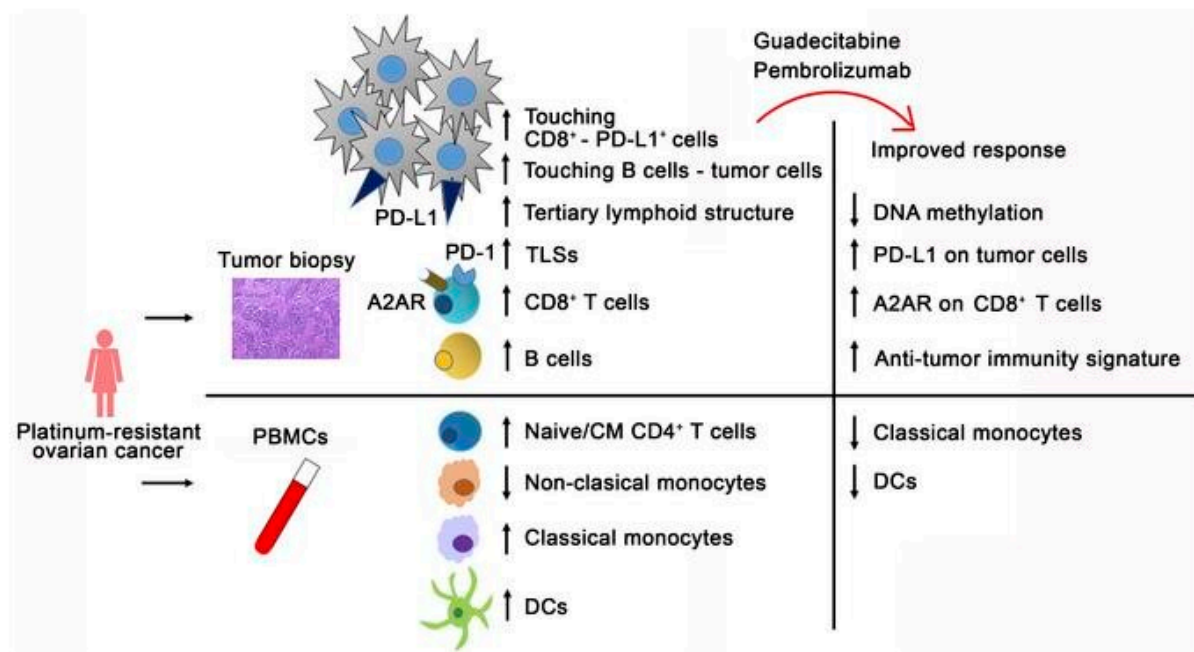 Guadecitabine
Pembrolizumab
Touching
CD8⁺ - PD-L1⁺ cells
Touching B cells - tumor cells
PD-L1
Tertiary lymphoid structure
Tumor biopsy
PD-1
TLSs
A2AR
CD8⁺ T cells
B cells
Improved response
DNA methylation
PD-L1 on tumor cells
A2AR on CD8⁺ T cells
Anti-tumor immunity signature
Platinum-resistant
ovarian cancer
PBMCs
Naive/CM CD4⁺ T cells
Non-clasical monocytes
Classical monocytes
DCs
Classical monocytes
DCs